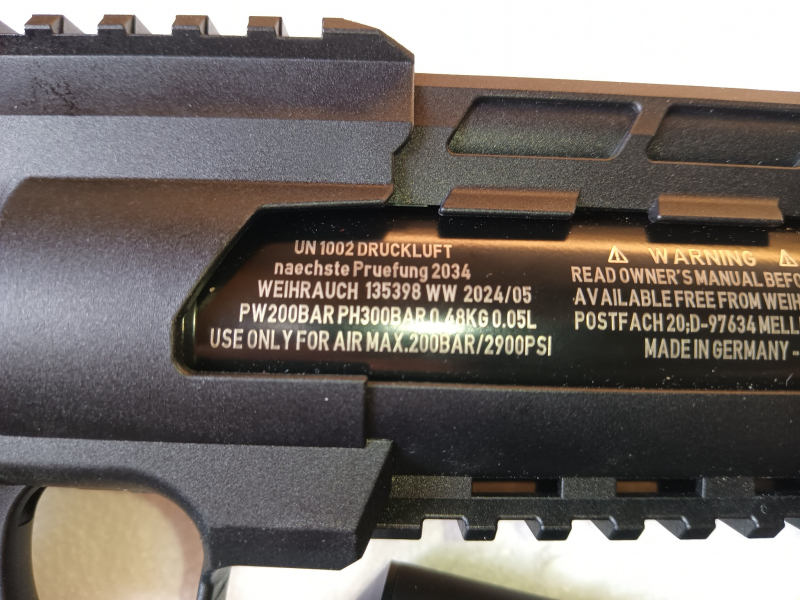 UN 1002 DRUCKLUFT
naechste Pruefung 2034
WEIHRAUCH 135398 WW 2024/05
PW200BAR PH300BAR 0.48KG 0.05L
USE ONLY FOR AIR MAX.200BAR/2900PSI
WARNING
READ OWNER'S MANUAL
AVAILABLE FREE FROM
POSTFACH 20,D-97634
MADE IN GERMANY